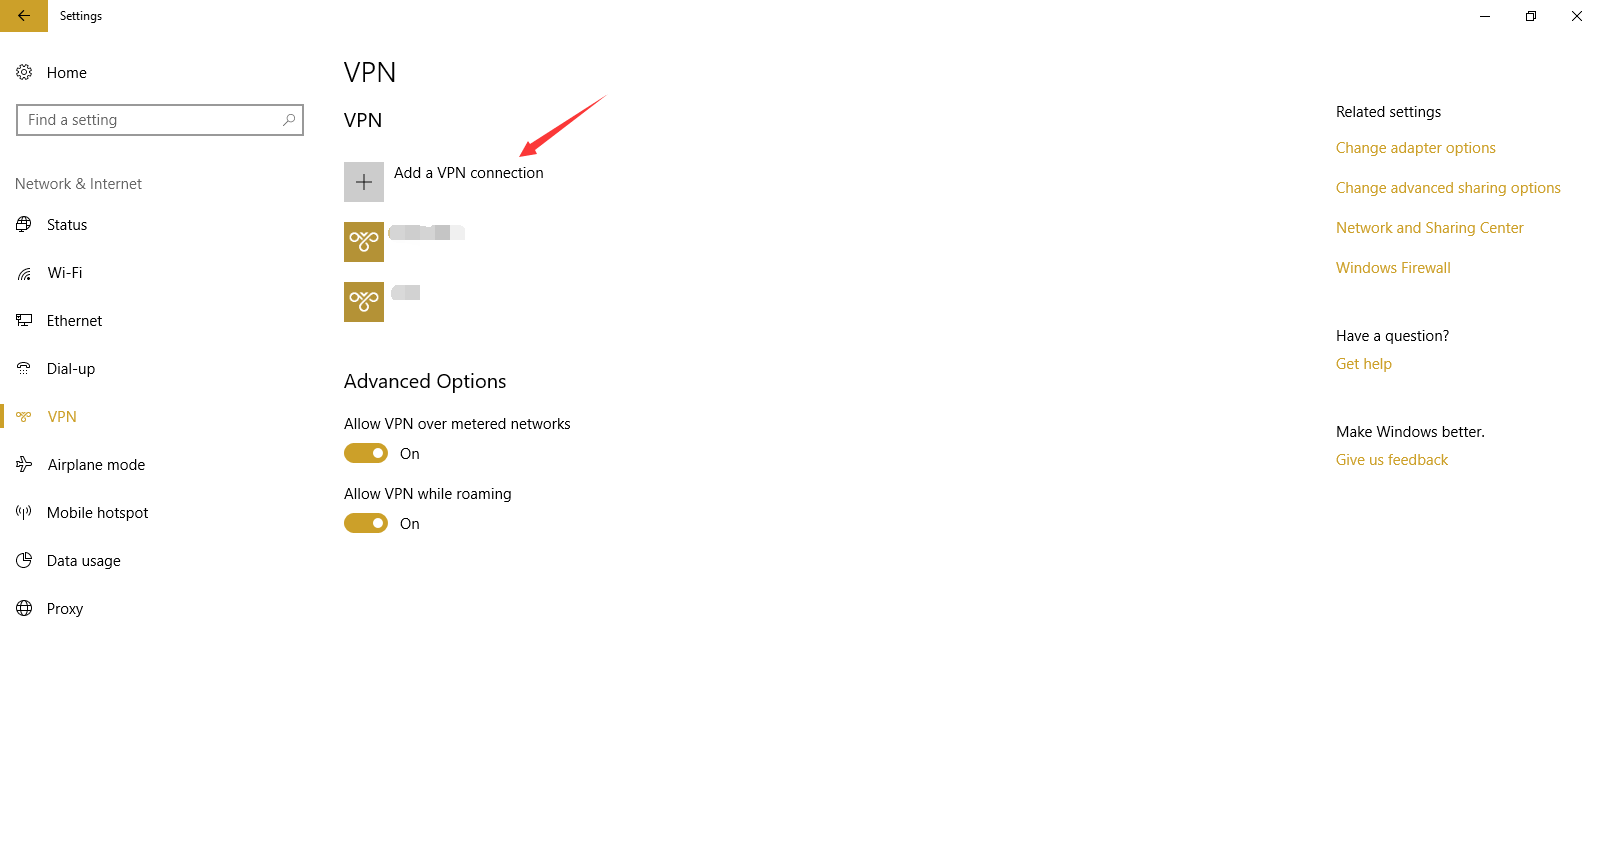 Settings
Home
Find a setting
Network & Internet
Status
Wi-Fi
Ethernet
Dial-up
VPN
Airplane mode
Mobile hotspot
Data usage
Proxy
VPN
VPN
Add a VPN connection
Advanced Options
Allow VPN over metered networks
On
Allow VPN while roaming
On
Related settings
Change adapter options
Change advanced sharing options
Network and Sharing Center
Windows Firewall
Have a question?
Get help
Make Windows better.
Give us feedback